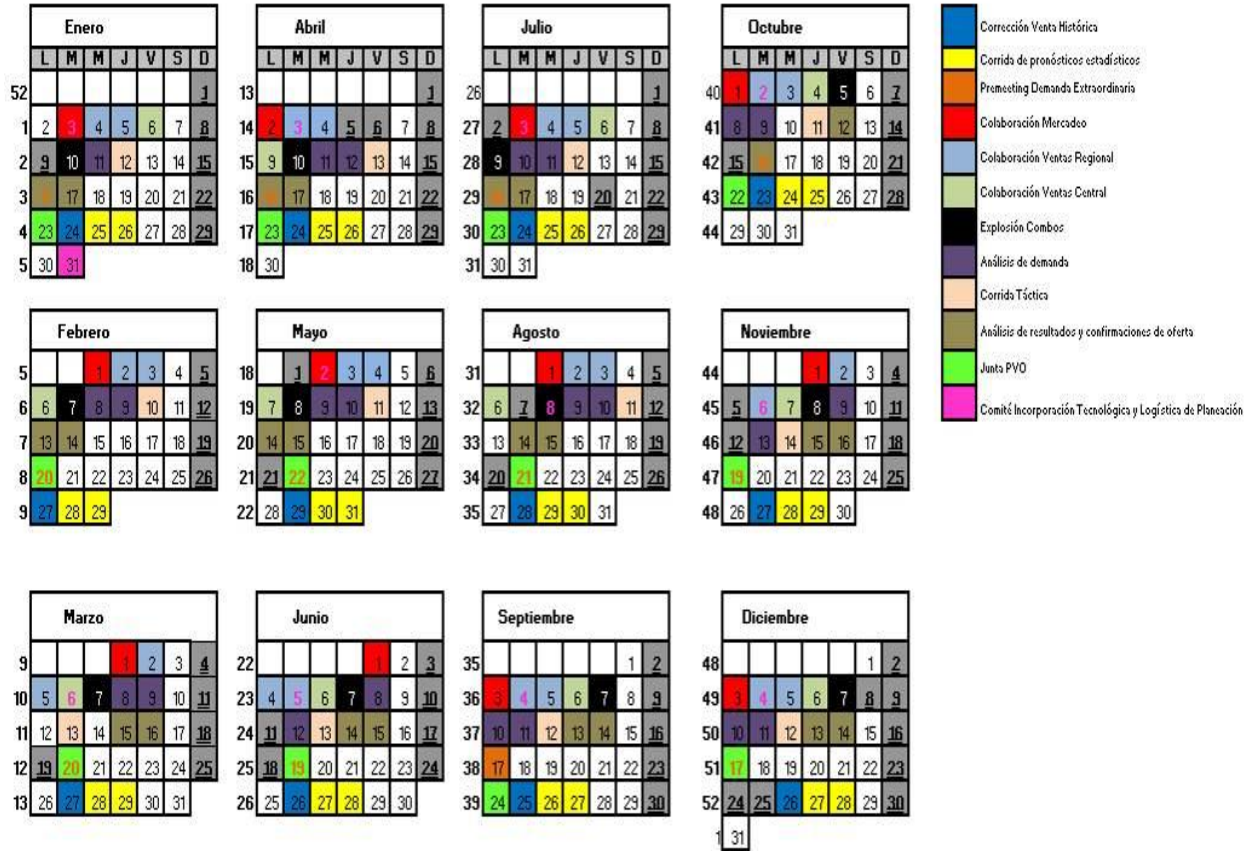 Enero
L M M J V S D
52 1
1 2 3 4 5 6 7 8
2 9 10 11 12 13 14 15
3 17 18 19 20 21 22
4 23 24 25 26 27 28 29
5 30 31
Abril
L M M J V S D
13 1
14 2 3 4 5 6 7 8
15 9 10 11 12 13 14 15
16 17 18 19 20 21 22
17 23 24 25 26 27 28 29
18 30
Julio
L M M J V S D
26 1
27 2 3 4 5 6 7 8
28 9 10 11 12 13 14 15
29 17 18 19 20 21 22
30 23 24 25 26 27 28 29
31 30 31
Octubre
L M M J V S D
40 1 2 3 4 5 6 7
41 8 9 10 11 12 13 14
42 15 17 18 19 20 21
43 22 23 24 25 26 27 28
44 29 30 31
Corrección Venta Histórica
Corrida de pronósticos estadísticos
Premeeting Demanda Extraordinaria
Colaboración Mercadeo
Colaboración Ventas Regional
Colaboración Ventas Central
Explosión Combos
Análisis de demanda
Corrida Táctica
Análisis de resultados y confirmaciones de oferta
Junta PVO
Comité Incorporación Tecnológica y Logística de Planeación
Febrero
5 1 2 3 4 5
6 6 7 8 9 10 11 12
7 13 14 15 16 17 18 19
8 20 21 22 23 24 25 26
9 27 28 29
Mayo
18 1 2 3 4 5 6
19 7 8 9 10 11 12 13
20 14 15 16 17 18 19 20
21 21 22 23 24 25 26 27
22 28 29 30 31
Agosto
31 1 2 3 4 5
32 6 7 8 9 10 11 12
33 13 14 15 16 17 18 19
34 20 21 22 23 24 25 26
35 27 28 29 30 31
Noviembre
44 1 2 3 4
45 5 6 7 8 9 10 11
46 12 13 14 15 16 17 18
47 19 20 21 22 23 24 25
48 26 27 28 29 30
Marzo
9 1 2 3 4
10 5 6 7 8 9 10 11
11 12 13 14 15 16 17 18
12 19 20 21 22 23 24 25
13 26 27 28 29 30 31
Junio
22 1 2 3
23 4 5 6 7 8 9 10
24 11 12 13 14 15 16 17
25 18 19 20 21 22 23 24
26 25 26 27 28 29 30
Septiembre
35 1 2
36 3 4 5 6 7 8 9
37 10 11 12 13 14 15 16
38 17 18 19 20 21 22 23
39 24 25 26 27 28 29 30
Diciembre
48 1 2
49 3 4 5 6 7 8 9
50 10 11 12 13 14 15 16
51 17 18 19 20 21 22 23
52 24 25 26 27 28 29 30
1 31